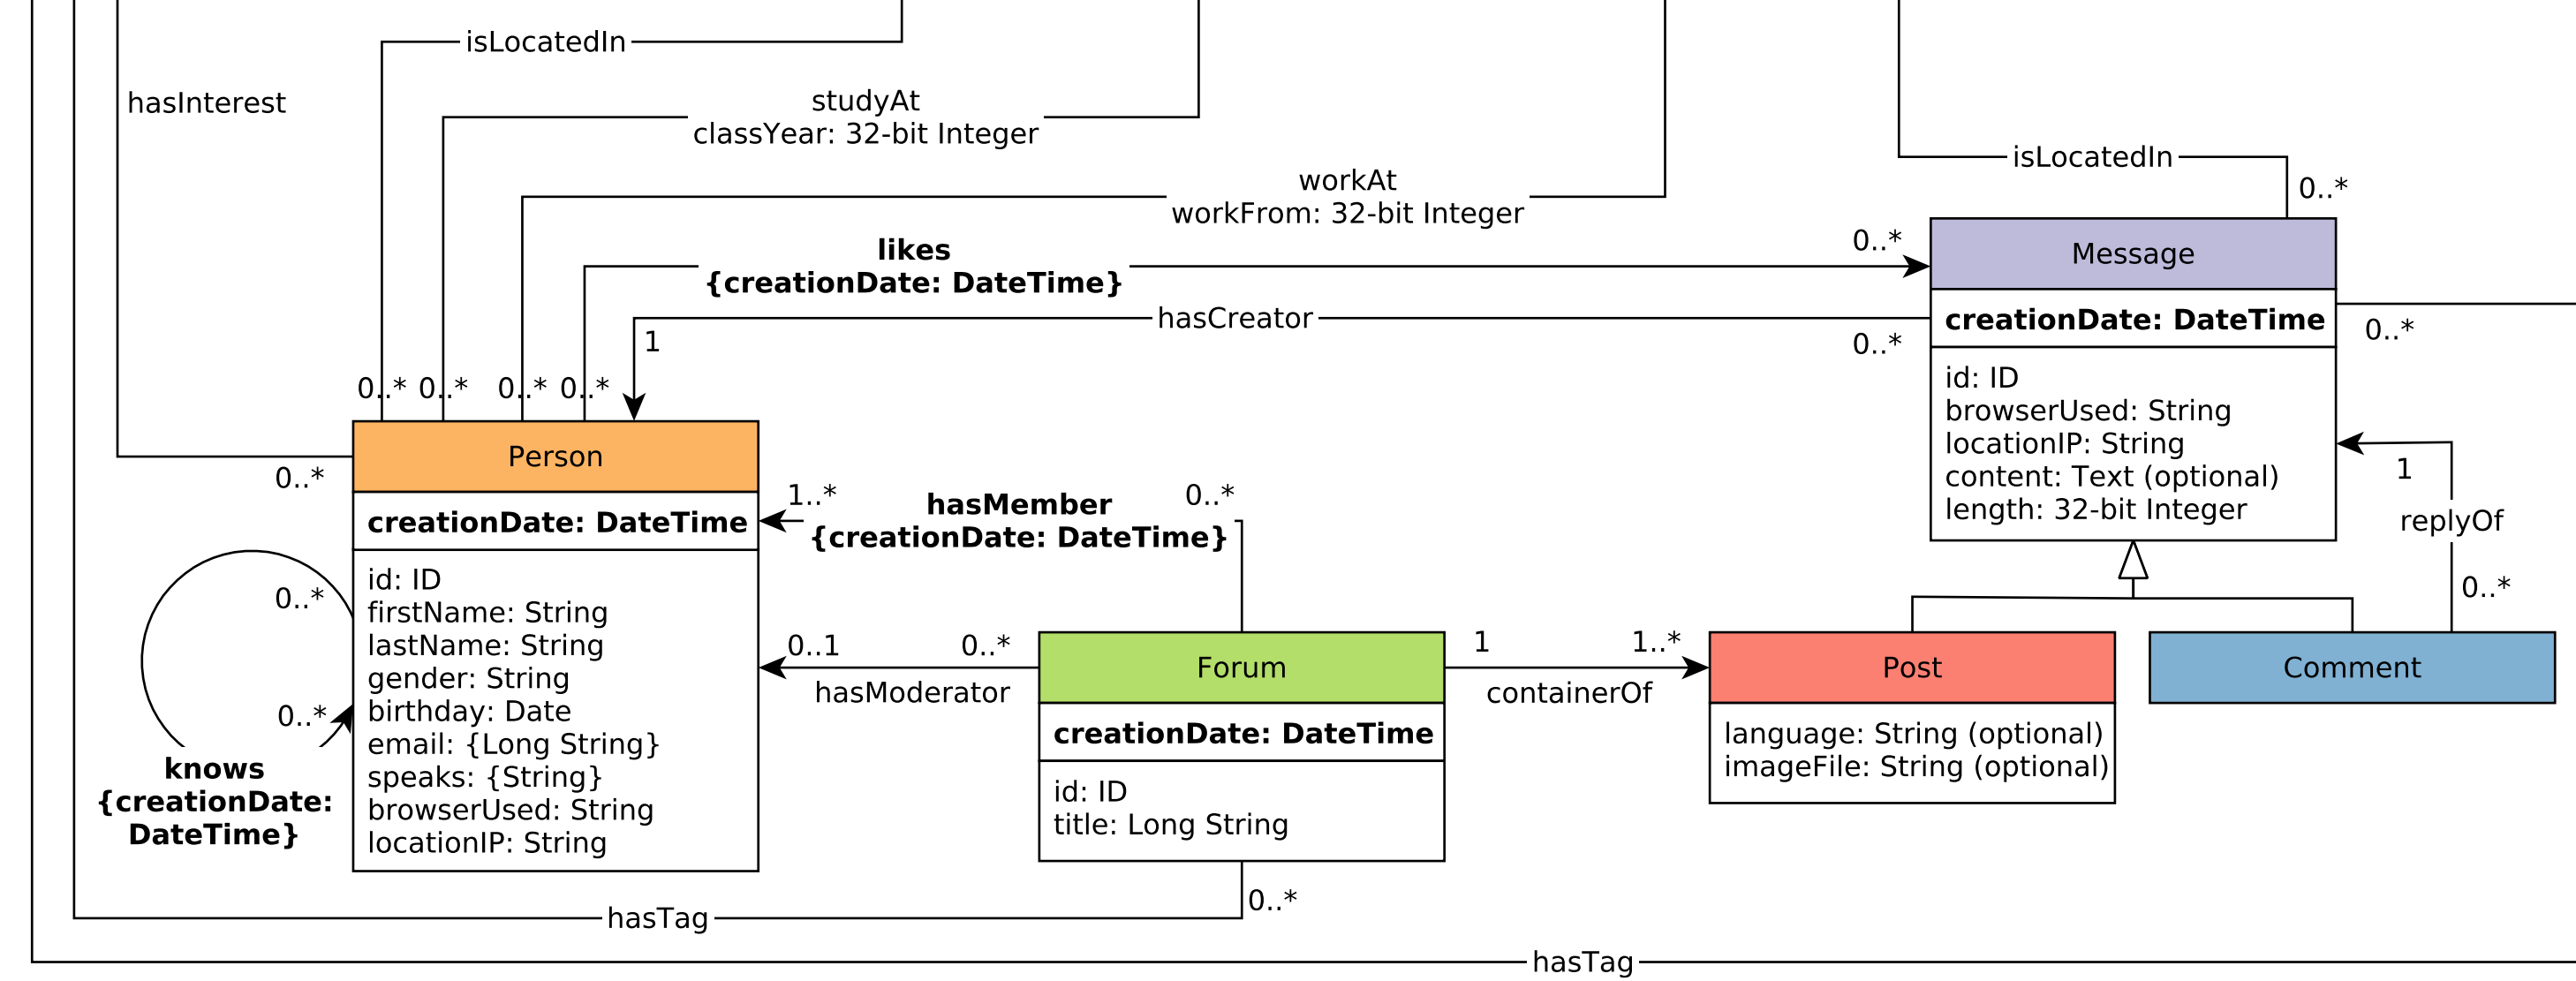 isLocatedIn
hasInterest
studyAt
classYear: 32-bit Integer
isLocatedIn
workAt
workFrom: 32-bit Integer
0..*
likes
{creationDate: DateTime}
0..*
hasCreator
1
0..*
0..* 0..* 0..* 0..*
Message
creationDate: DateTime
0..*
id: ID
browserUsed: String
locationIP: String
content: Text (optional)
length: 32-bit Integer
1
replyOf
0..*
Person
0..*
creationDate: DateTime
id: ID
firstName: String
lastName: String
gender: String
birthday: Date
email: {Long String}
speaks: {String}
browserUsed: String
locationIP: String
0..*
0..*
knows
{creationDate:
DateTime}
1..*
hasMember
{creationDate: DateTime}
0..*
0..1
0..*
hasModerator
Forum
creationDate: DateTime
id: ID
title: Long String
1
1..*
containerOf
Post
language: String (optional)
imageFile: String (optional)
Comment
0..*
hasTag
hasTag